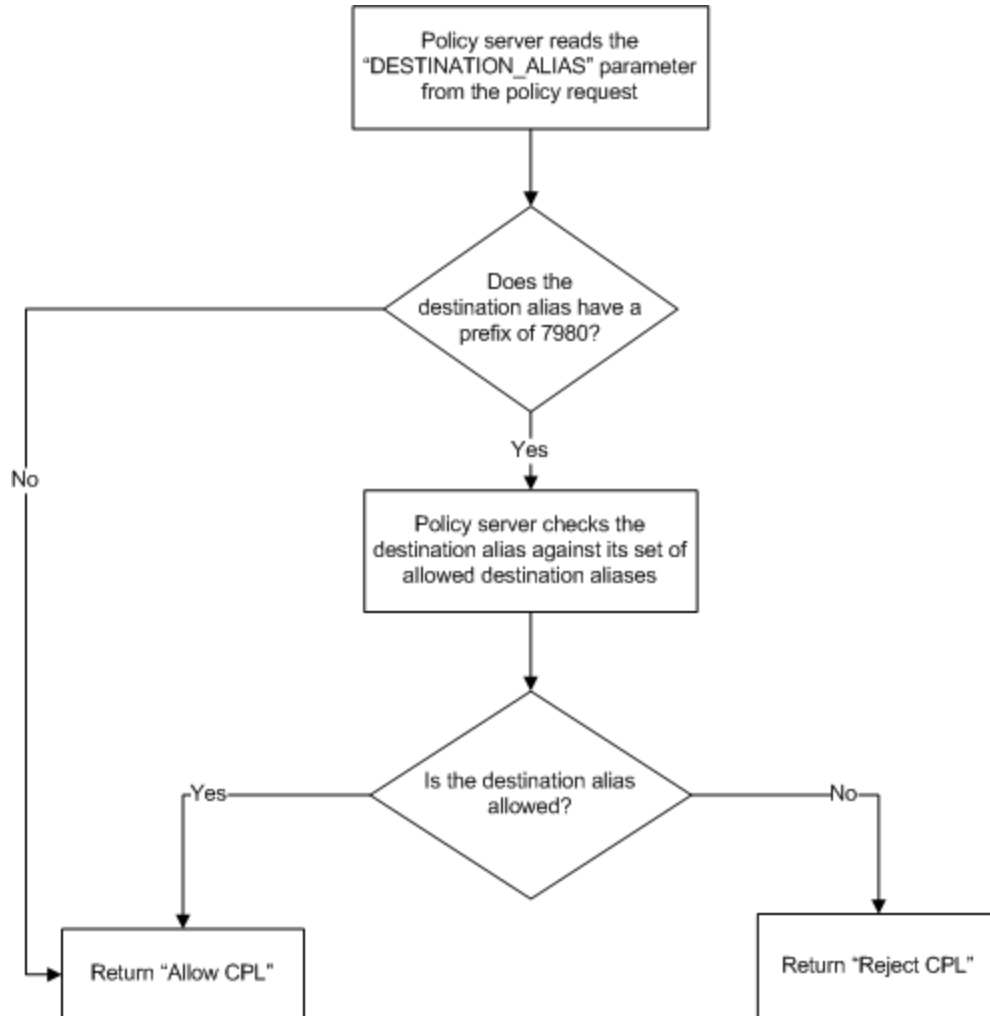 Policy server reads the
“DESTINATION_ALIAS” parameter
from the policy request
Does the
destination alias have a
prefix of 7980?
Yes
No
Policy server checks the
destination alias against its set of
allowed destination aliases
Is the destination alias
allowed?
Yes
No
Return “Allow CPL”
Return “Reject CPL”